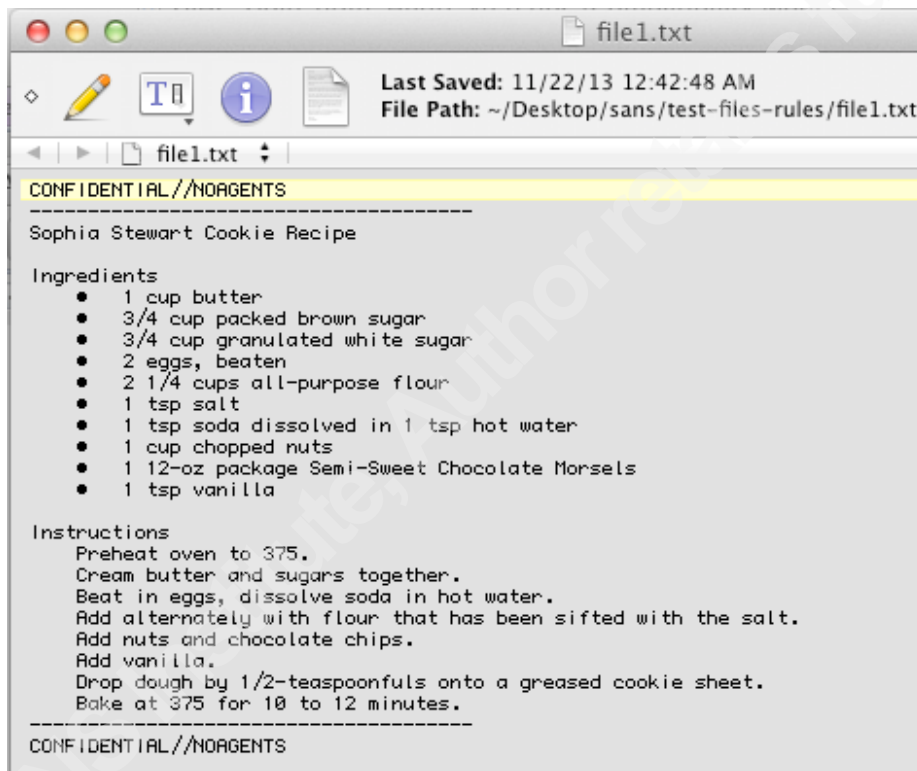 file1.txt
Last Saved: 11/22/13 12:42:48 AM
File Path: ~/Desktop/sans/test-files-rules/file1.txt
file1.txt
CONFIDENTIAL//NOAGENTS
--------------------------------------
Sophia Stewart Cookie Recipe
Ingredients
• 1 cup butter
• 3/4 cup packed brown sugar
• 3/4 cup granulated white sugar
• 2 eggs, beaten
• 2 1/4 cups all-purpose flour
• 1 tsp salt
• 1 tsp soda dissolved in 1 tsp hot water
• 1 cup chopped nuts
• 1 12-oz package Semi-Sweet Chocolate Morsels
• 1 tsp vanilla
Instructions
Preheat oven to 375.
Cream butter and sugars together.
Beat in eggs, dissolve soda in hot water.
Add alternately with flour that has been sifted with the salt.
Add nuts and chocolate chips.
Add vanilla.
Drop dough by 1/2-teaspoonfuls onto a greased cookie sheet.
Bake at 375 for 10 to 12 minutes.
--------------------------------------
CONFIDENTIAL//NOAGENTS